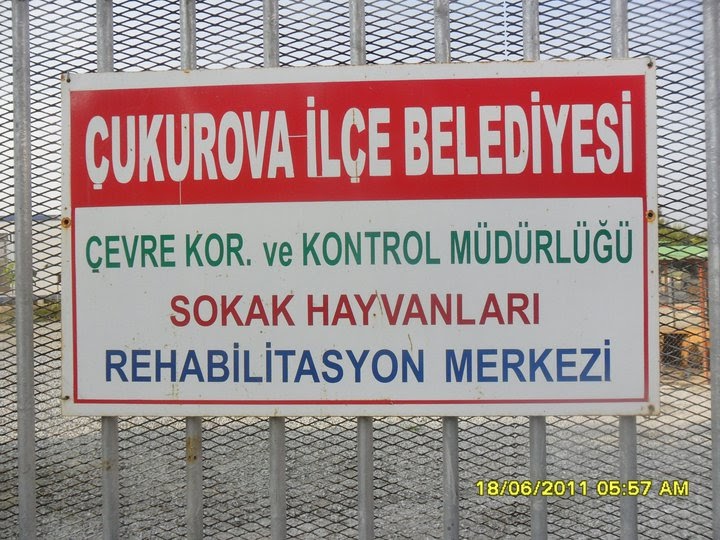 ÇUKUROVA İLÇE BELEDİYESİ
ÇEVRE KOR. ve KONTROL MÜDÜRLÜĞÜ
SOKAK HAYVANLARI
REHABİLİTASYON MERKEZİ
18/06/2011 05:57 AM